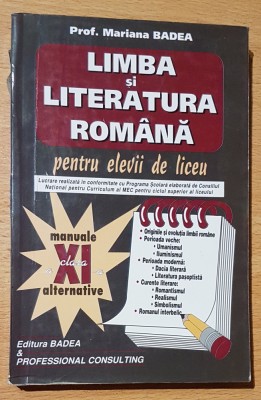 Prof. Mariana BADEA
LIMBA
și
LITERATURA
ROMÂNĂ
pentru elevii de liceu
Lucrare realizată în conformitate cu Programa Școlară elaborată de Consiliul
Național pentru Curriculum al MEC pentru ciclul superior al liceului
manuale
clasa
XI
alternative
• Originile și evoluția limbii române
• Perioada veche:
• Umanismul
• Iluminismul
• Perioada modernă:
• Dacia literară
• Literatura pașoptistă
• Curente literare:
• Romantismul
• Realismul
• Simbolismul
• Romanul interbelic
Editura BADEA
&
PROFESSIONAL CONSULTING